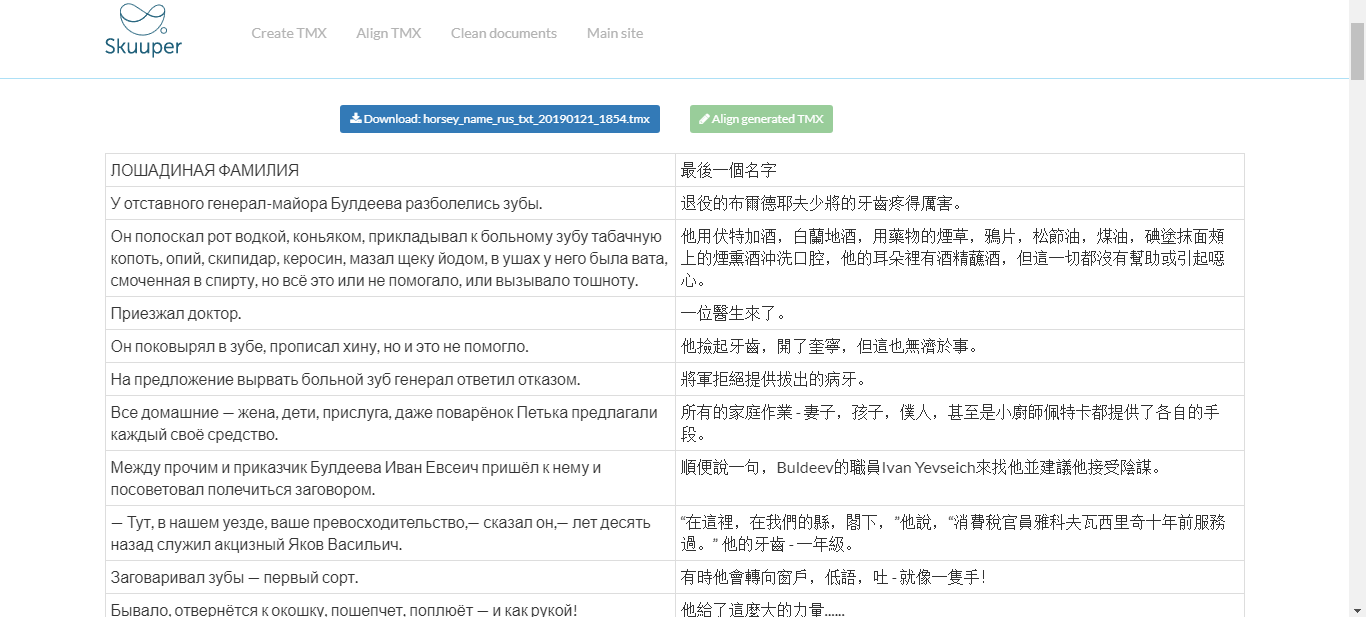 Skuuper
Create TMX
Align TMX
Clean documents
Main site
Download: horsey_name_rus_txt_20190121_1854.tmx
Align generated TMX
ЛОШАДИНАЯ ФАМИЛИЯ
最後一個名字
У отставного генерал-майора Булдеева разболелись зубы.
退役的布爾德耶夫少將的牙齒疼得厲害。
Он полоскал рот водкой, коньяком, прикладывал к больному зубу табачную
копоть, опий, скипидар, керосин, мазал щеку йодом, в ушах у него была вата,
смоченная в спирту, но всё это или не помогало, или вызывало тошноту.
他用伏特加酒，白蘭地酒，用藥物的煙草，鴉片，松節油，煤油，碘塗抹面頰
上的煙熏酒沖洗口腔，他的耳朵裡有酒精蘸酒，但這一切都沒有幫助或引起噁
心。
Приезжал доктор.
一位醫生來了。
Он поковырял в зубе, прописал хину, но и это не помогло.
他撿起牙齒，開了奎寧，但這也無濟於事。
На предложение вырвать больной зуб генерал ответил отказом.
將軍拒絕提供拔出的病牙。
Все домашние — жена, дети, прислуга, даже поварёнок Петька предлагали
каждый своё средство.
所有的家庭作業 - 妻子，孩子，僕人，甚至是小廚師佩特卡都提供了各自的手
段。
Между прочим и приказчик Булдеева Иван Евсеич пришёл к нему и
посоветовал полечиться заговором.
順便說一句，Buldeev的職員Ivan Yevseich來找他並建議他接受陰謀。
— Тут, в нашем уезде, ваше превосходительство,— сказал он,— лет десять
назад служил акцизный Яков Васильич.
“在這裡，在我們的縣，閣下，”他說，“消費稅官員雅科夫瓦西里奇十年前服務
過。” 他的牙齒 - 一年級。
Заговаривал зубы — первый сорт.
有時他會轉向窗戶，低語，吐 - 就像一隻手！
Бывало, отвернётся к окошку, пошепчет, поплюёт — и как рукой!
他給了這麼大的力量......